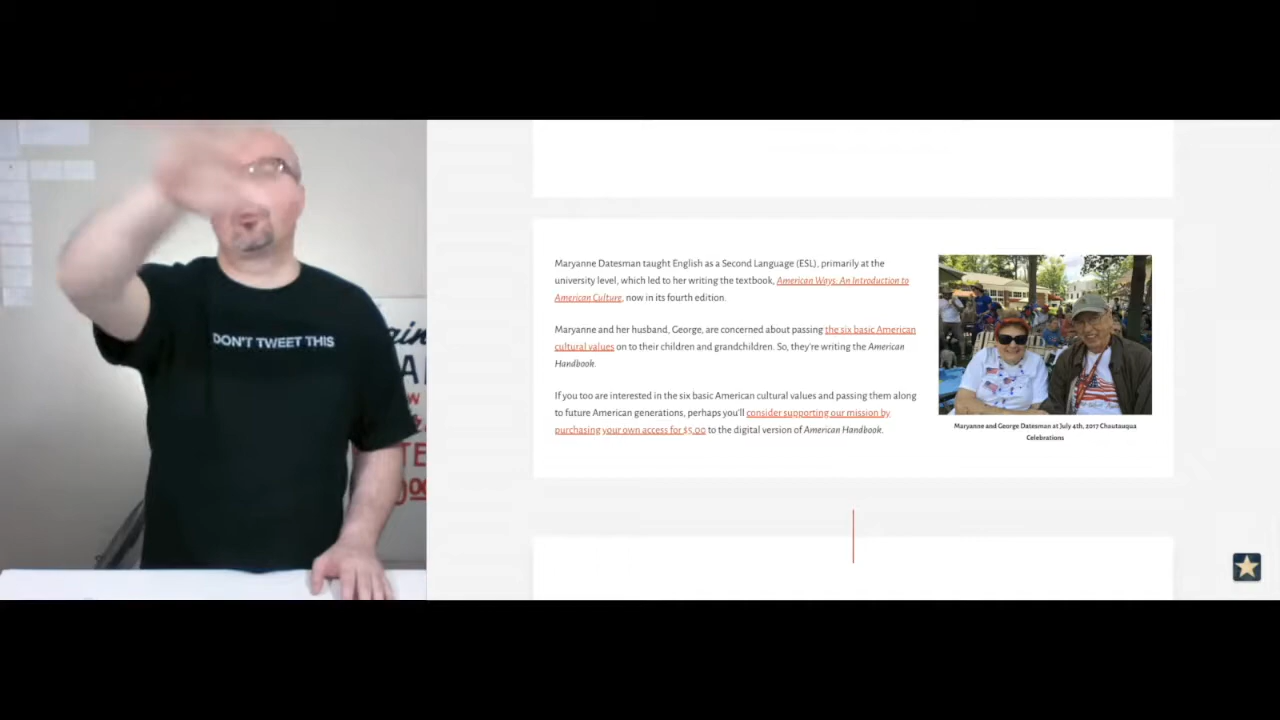 DON'T TWEET THIS
Maryanne Datesman taught English as a Second Language (ESL), primarily at the
university level, which led to her writing the textbook, American Ways: An Introduction to
American Culture, now in its fourth edition.
Maryanne and her husband, George, are concerned about passing the six basic American
cultural values on to their children and grandchildren. So, they're writing the American
Handbook.
If you too are interested in the six basic American cultural values and passing them along
to future American generations, perhaps you'll consider supporting our mission by
purchasing your own access for $5.00 to the digital version of American Handbook.
Maryanne and George Datesman at July 4th, 2017 Chautauqua
Celebrations